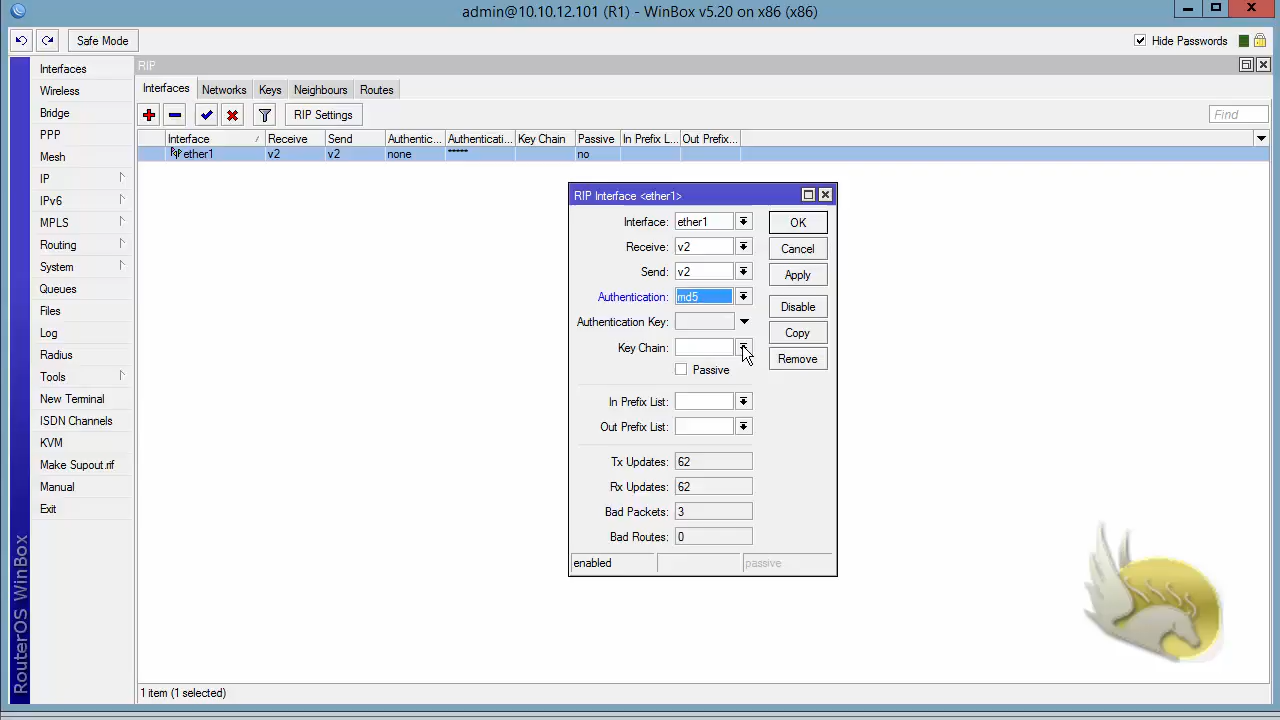 admin@10.10.12.101 (R1) - WinBox v5.20 on x86 (x86)
Safe Mode
Hide Passwords
Interfaces
Wireless
Bridge
PPP
Mesh
IP
IPv6
MPLS
Routing
System
Queues
Files
Log
Radius
Tools
New Terminal
ISDN Channels
KVM
Make Supout.rif
Manual
Exit
RouterOS WinBox
RIP
Interfaces Networks Keys Neighbours Routes
RIP Settings
Find
Interface Receive Send Authentic... Authenticati... Key Chain Passive In Prefix L... Out Prefix...
ether1 v2 v2 none ***** no
RIP Interface <ether1>
Interface: ether1
Receive: v2
Send: v2
Authentication: md5
Authentication Key:
Key Chain:
Passive
In Prefix List:
Out Prefix List:
Tx Updates: 62
Rx Updates: 62
Bad Packets: 3
Bad Routes: 0
OK
Cancel
Apply
Disable
Copy
Remove
enabled passive
1 item (1 selected)